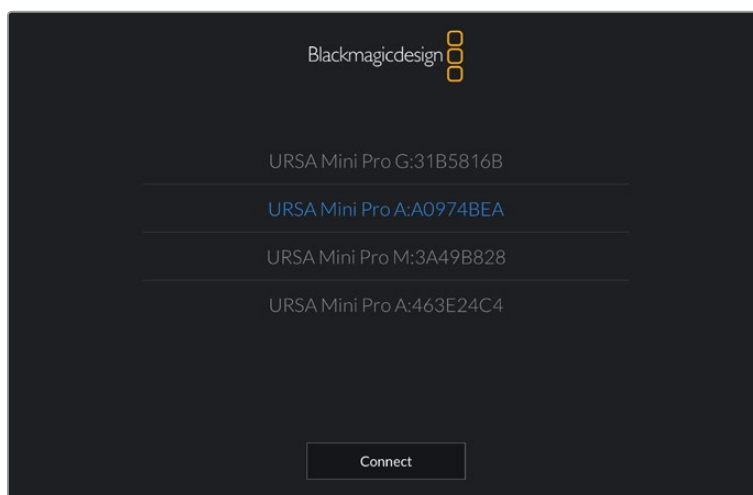 Blackmagicdesign
URSA Mini Pro G:31B5816B
URSA Mini Pro A:A0974BEA
URSA Mini Pro M:3A49B828
URSA Mini Pro A:463E24C4
Connect